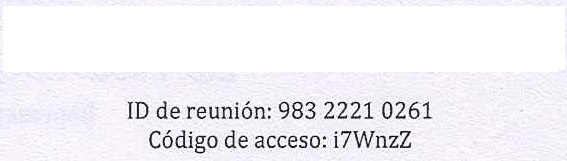 ID de reunión: 983 2221 0261
Código de acceso: i7WnzZ